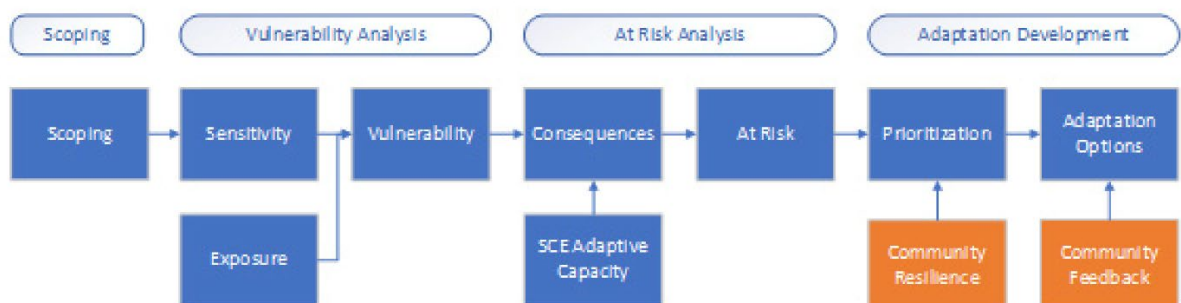 Scoping
Vulnerability Analysis
At Risk Analysis
Adaptation Development
Scoping
Sensitivity
Vulnerability
Consequences
At Risk
Prioritization
Adaptation
Options
Exposure
SCE Adaptive
Capacity
Community
Resilience
Community
Feedback